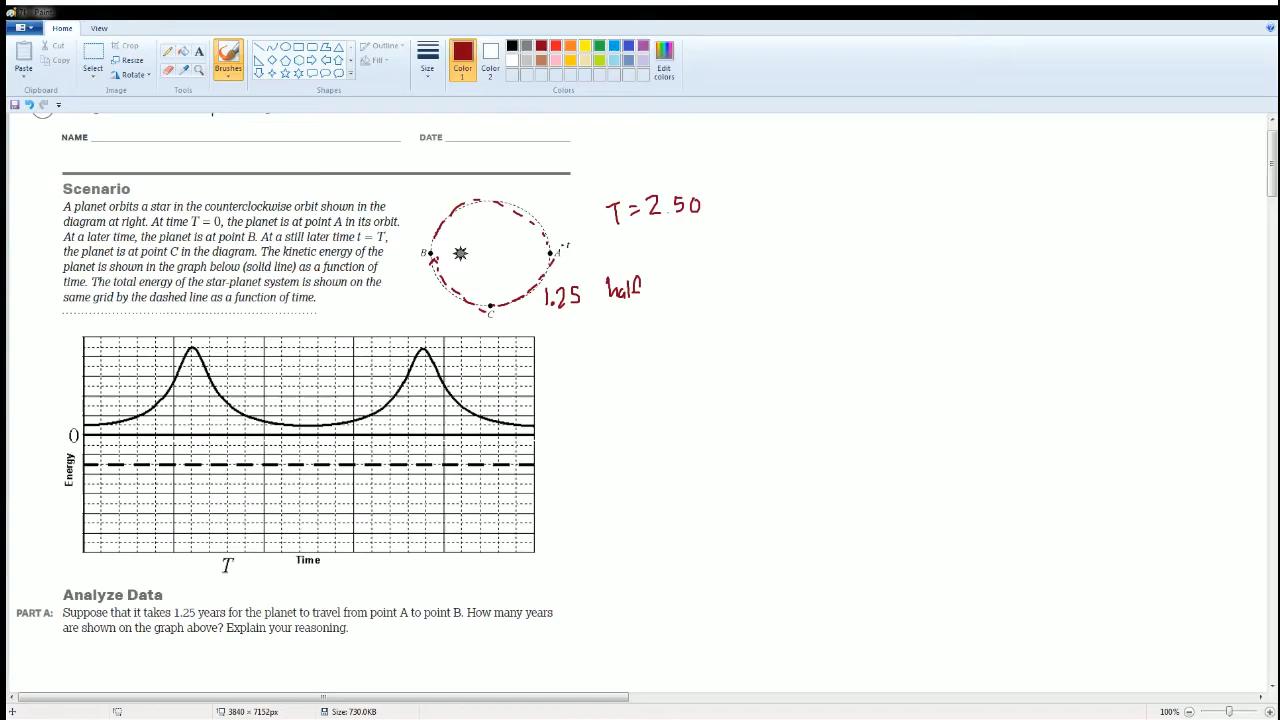 Home
View
Cut
Copy
Paste
Clipboard
Select
Crop
Resize
Rotate
Image
A
Tools
Brushes
Shapes
Outline
Fill
Size
Color 1
Color 2
Edit colors
Colors
NAME
DATE
Scenario
A planet orbits a star in the counterclockwise orbit shown in the
diagram at right. At time T = 0, the planet is at point A in its orbit.
At a later time, the planet is at point B. At a still later time t = T,
the planet is at point C in the diagram. The kinetic energy of the
planet is shown in the graph below (solid line) as a function of
time. The total energy of the star-planet system is shown on the
same grid by the dashed line as a function of time.
B
A
t
C
T = 2.50
1.25 half
0
Energy
T
Time
Analyze Data
PART A: Suppose that it takes 1.25 years for the planet to travel from point A to point B. How many years
are shown on the graph above? Explain your reasoning.
3840 × 7152px
Size: 730.0KB
100%